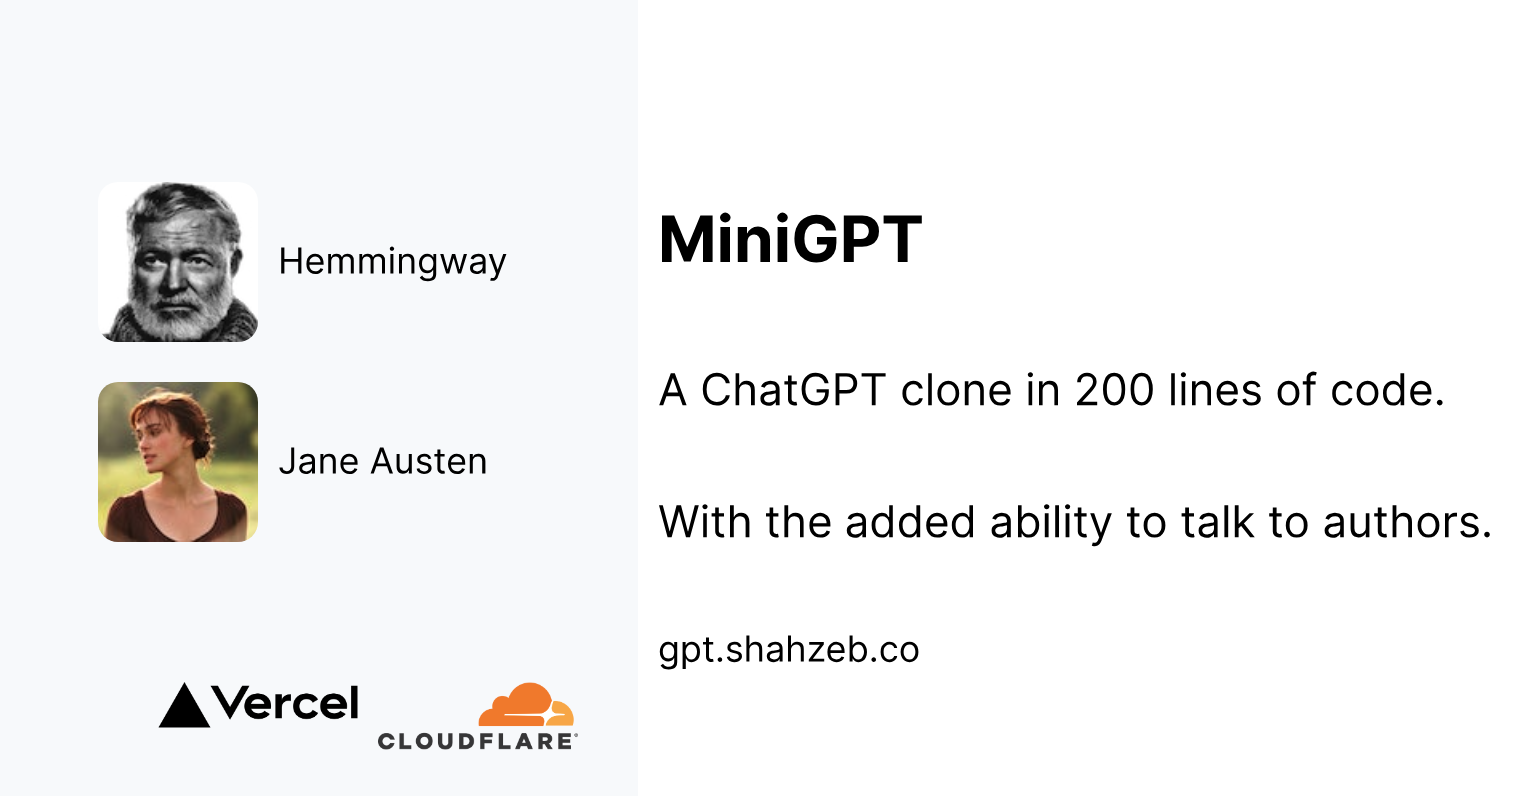 Hemmingway
Jane Austen
Vercel
CLOUDFLARE
MiniGPT
A ChatGPT clone in 200 lines of code.
With the added ability to talk to authors.
gpt.shahzeb.co